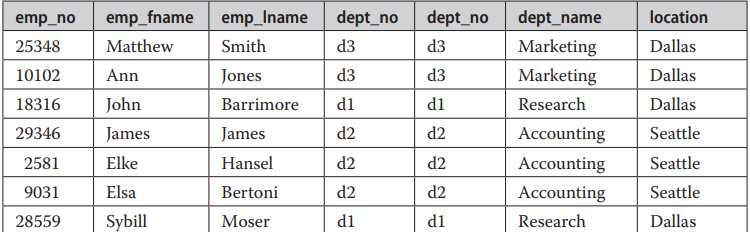 emp_no emp_fname emp_lname dept_no dept_no dept_name location
25348 Matthew Smith d3 d3 Marketing Dallas
10102 Ann Jones d3 d3 Marketing Dallas
18316 John Barrimore d1 d1 Research Dallas
29346 James James d2 d2 Accounting Seattle
2581 Elke Hansel d2 d2 Accounting Seattle
9031 Elsa Bertoni d2 d2 Accounting Seattle
28559 Sybill Moser d1 d1 Research Dallas